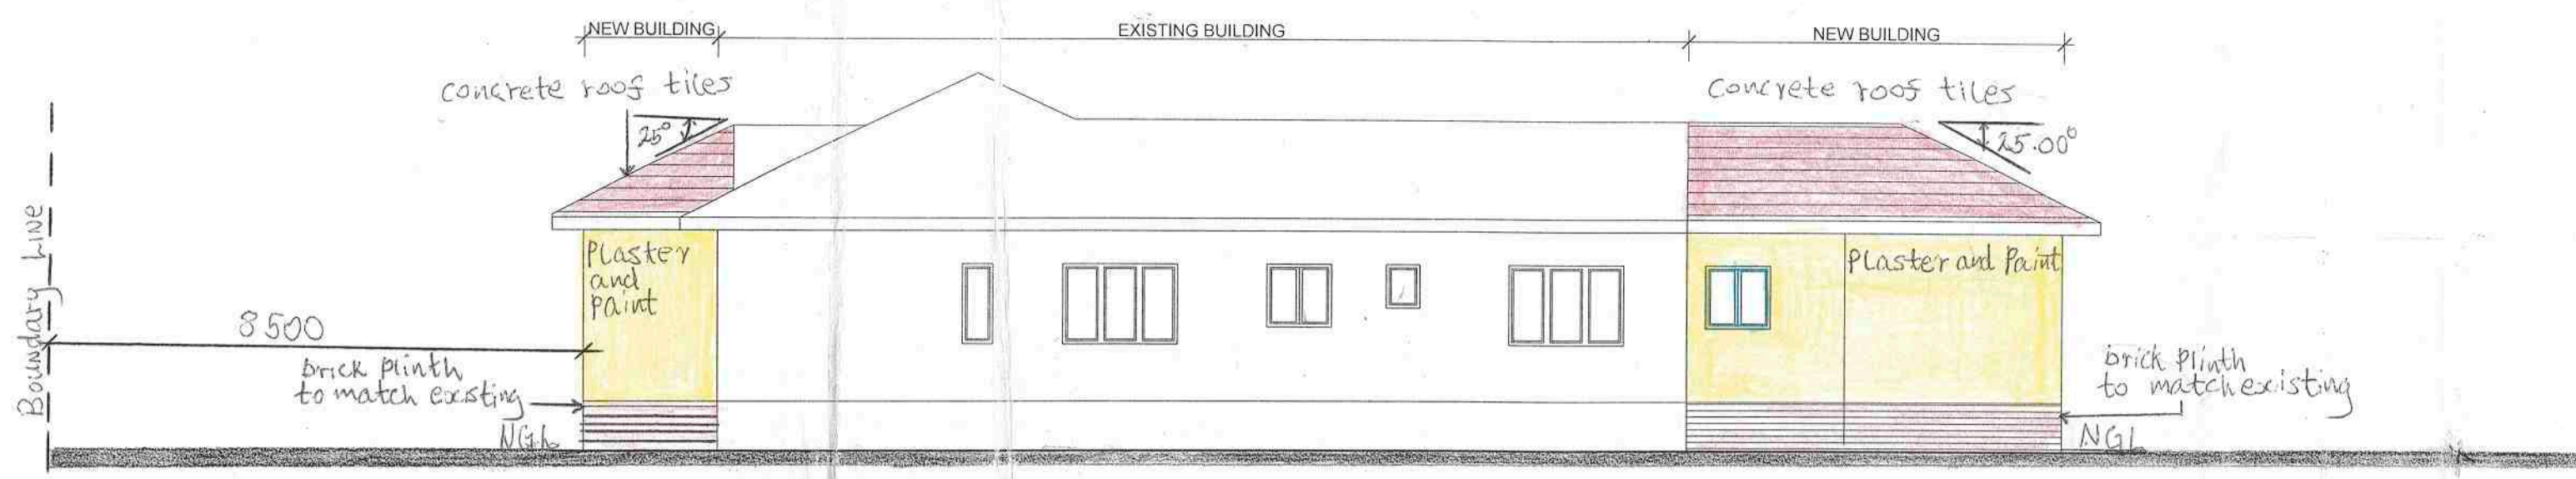 NEW BUILDING
EXISTING BUILDING
NEW BUILDING
concrete roof tiles
concrete roof tiles
25°
25.00°
Boundary LINE
Plaster
and
paint
Plaster and Paint
8500
brick plinth
to match existing
brick plinth
to match existing
NGL
NGL